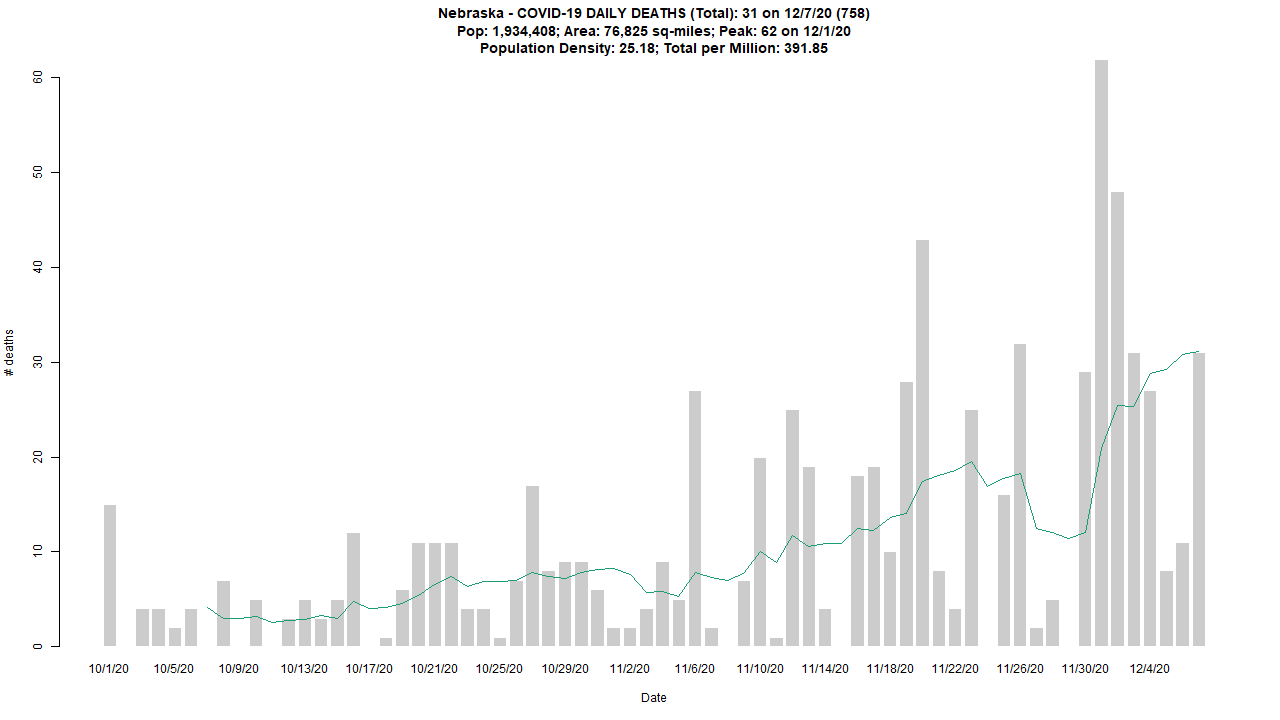 Nebraska - COVID-19 DAILY DEATHS (Total): 31 on 12/7/20 (758)
Pop: 1,934,408; Area: 76,825 sq-miles; Peak: 62 on 12/1/20
Population Density: 25.18; Total per Million: 391.85
60
50
40
30
20
10
0
# deaths
10/1/20 10/5/20 10/9/20 10/13/20 10/17/20 10/21/20 10/25/20 10/29/20 11/2/20 11/6/20 11/10/20 11/14/20 11/18/20 11/22/20 11/26/20 11/30/20 12/4/20
Date